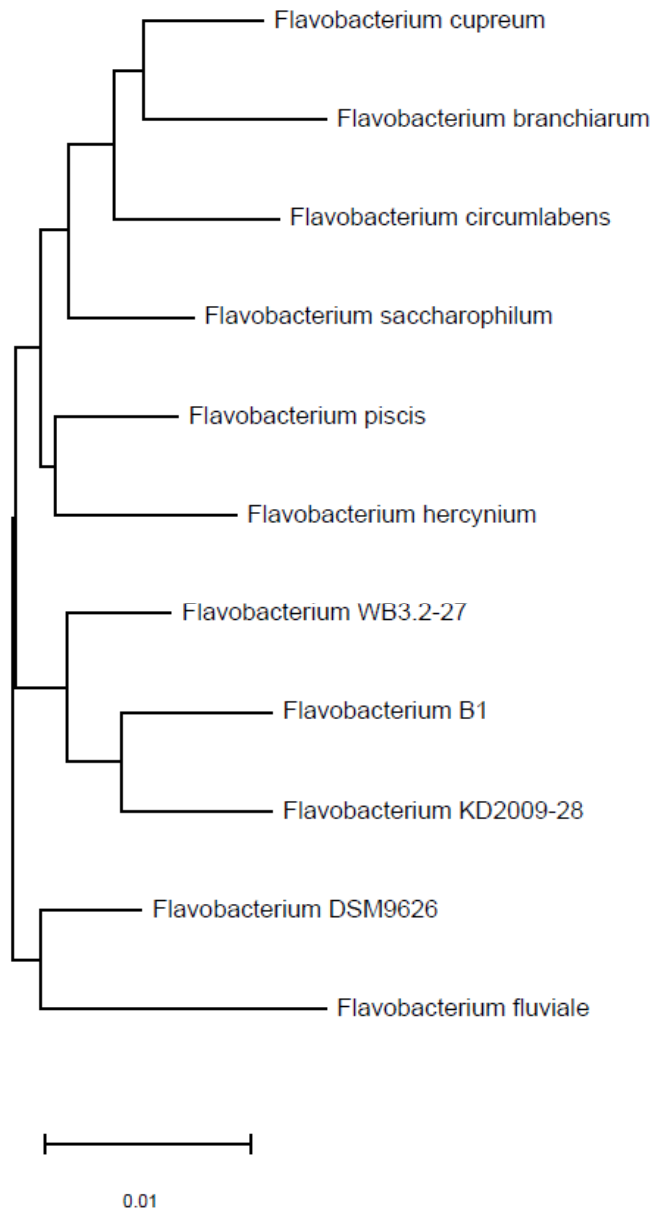 Flavobacterium cupreum
Flavobacterium branchiarum
Flavobacterium circumlabens
Flavobacterium saccharophilum
Flavobacterium piscis
Flavobacterium hercynium
Flavobacterium WB3.2-27
Flavobacterium B1
Flavobacterium KD2009-28
Flavobacterium DSM9626
Flavobacterium fluviale
0.01